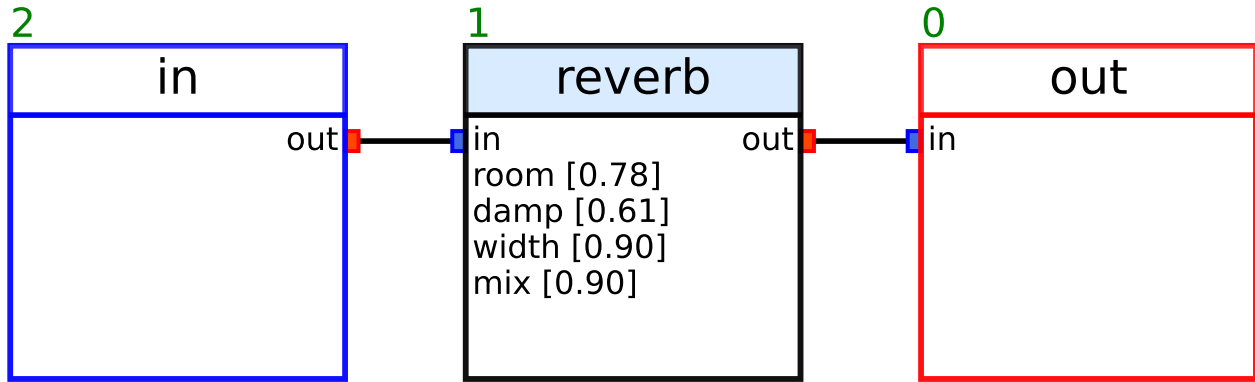 2
in
out
1
reverb
in
out
room [0.78]
damp [0.61]
width [0.90]
mix [0.90]
0
out
in